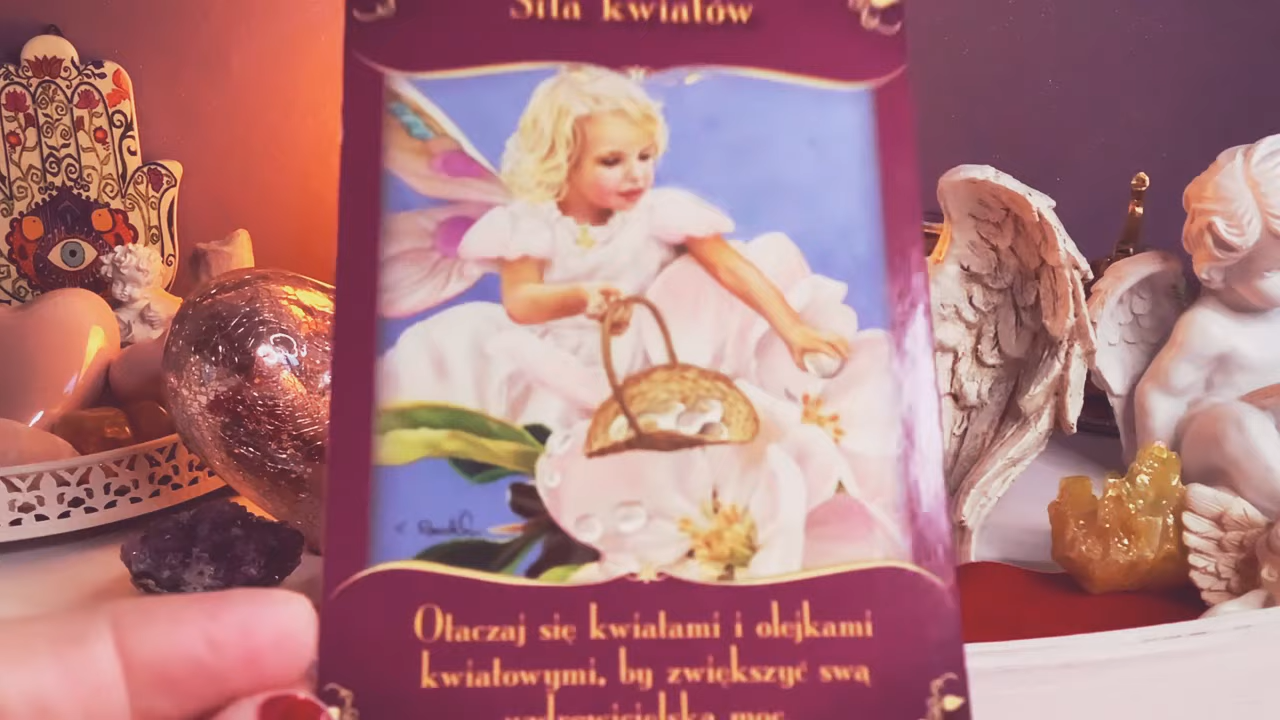 Siła kwiatów
Otaczaj się kwiatami i olejkami
kwiatowymi, by zwiększyć swą
uzdrowicielską moc